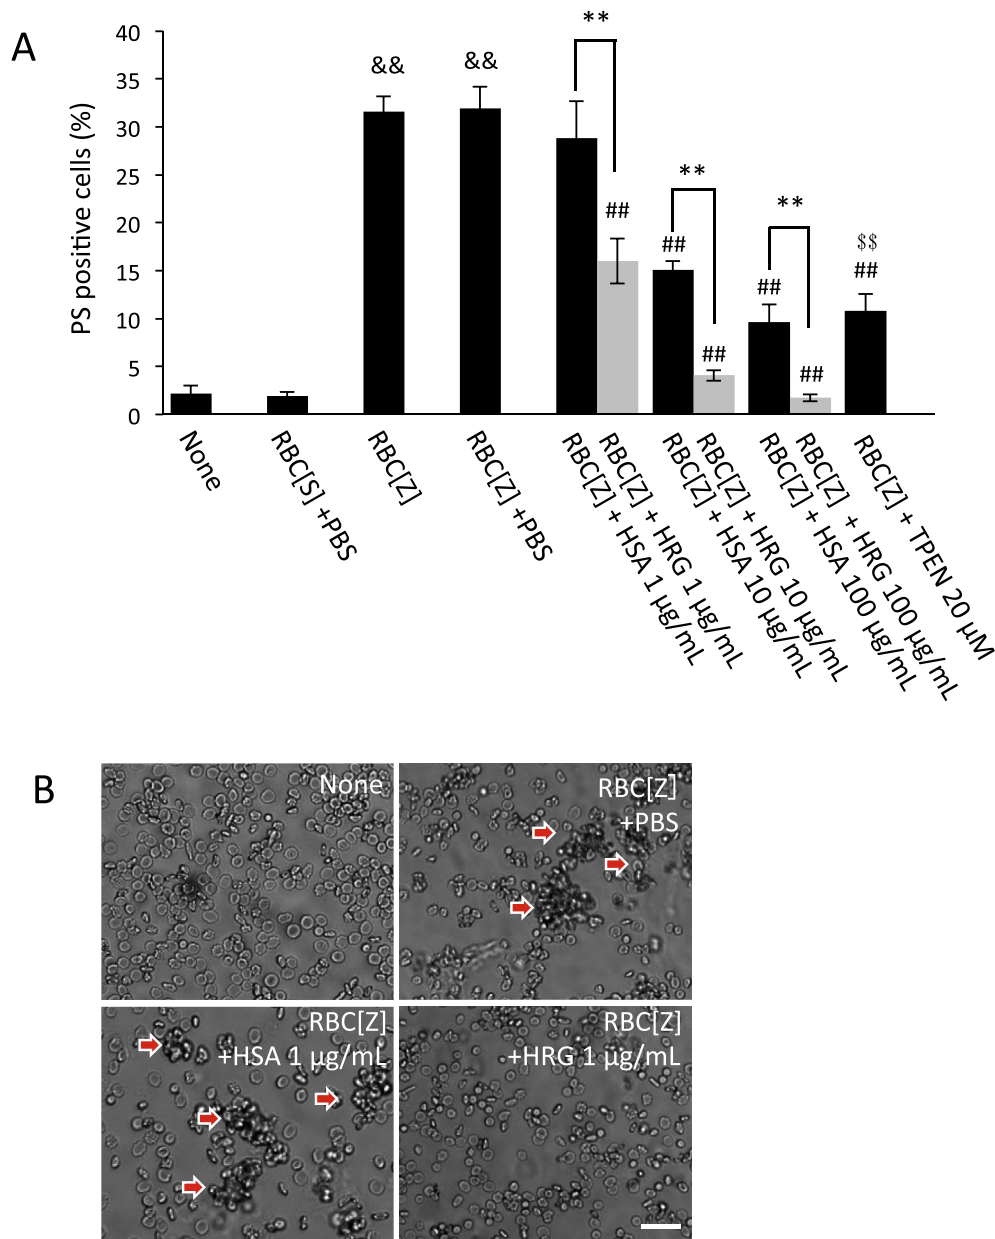 A
PS positive cells (%)
40
35
30
25
20
15
10
5
0
&&
&&
**
##
**
##
##
**
##
##
$$
##
None
RBC[S] +PBS
RBC[Z]
RBC[Z] +PBS
RBC[Z] + HSA 1 μg/mL
RBC[Z] + HRG 1 μg/mL
RBC[Z] + HSA 10 μg/mL
RBC[Z] + HRG 10 μg/mL
RBC[Z] + HSA 100 μg/mL
RBC[Z] + HRG 100 μg/mL
RBC[Z] + TPEN 20 μM
B
None
RBC[Z]
+PBS
RBC[Z]
+HSA 1 μg/mL
RBC[Z]
+HRG 1 μg/mL